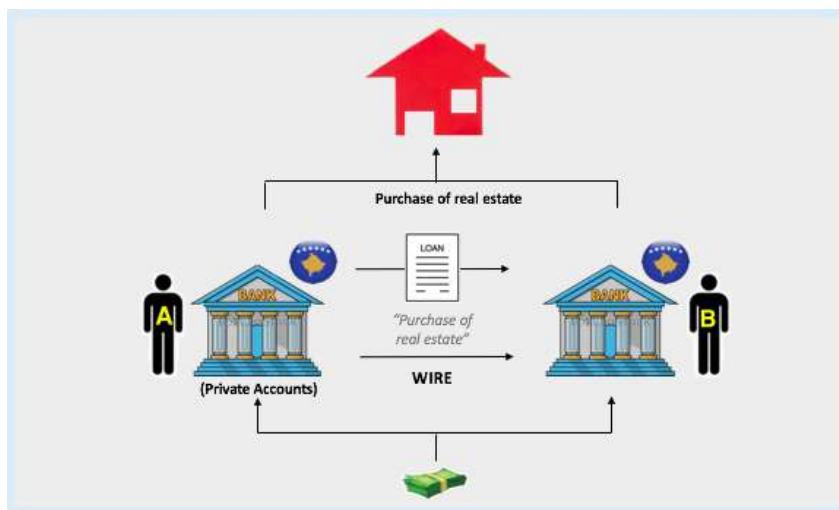 Purchase of real estate
LOAN
BANK
BANK
A
B
"Purchase of
real estate"
(Private Accounts)
WIRE